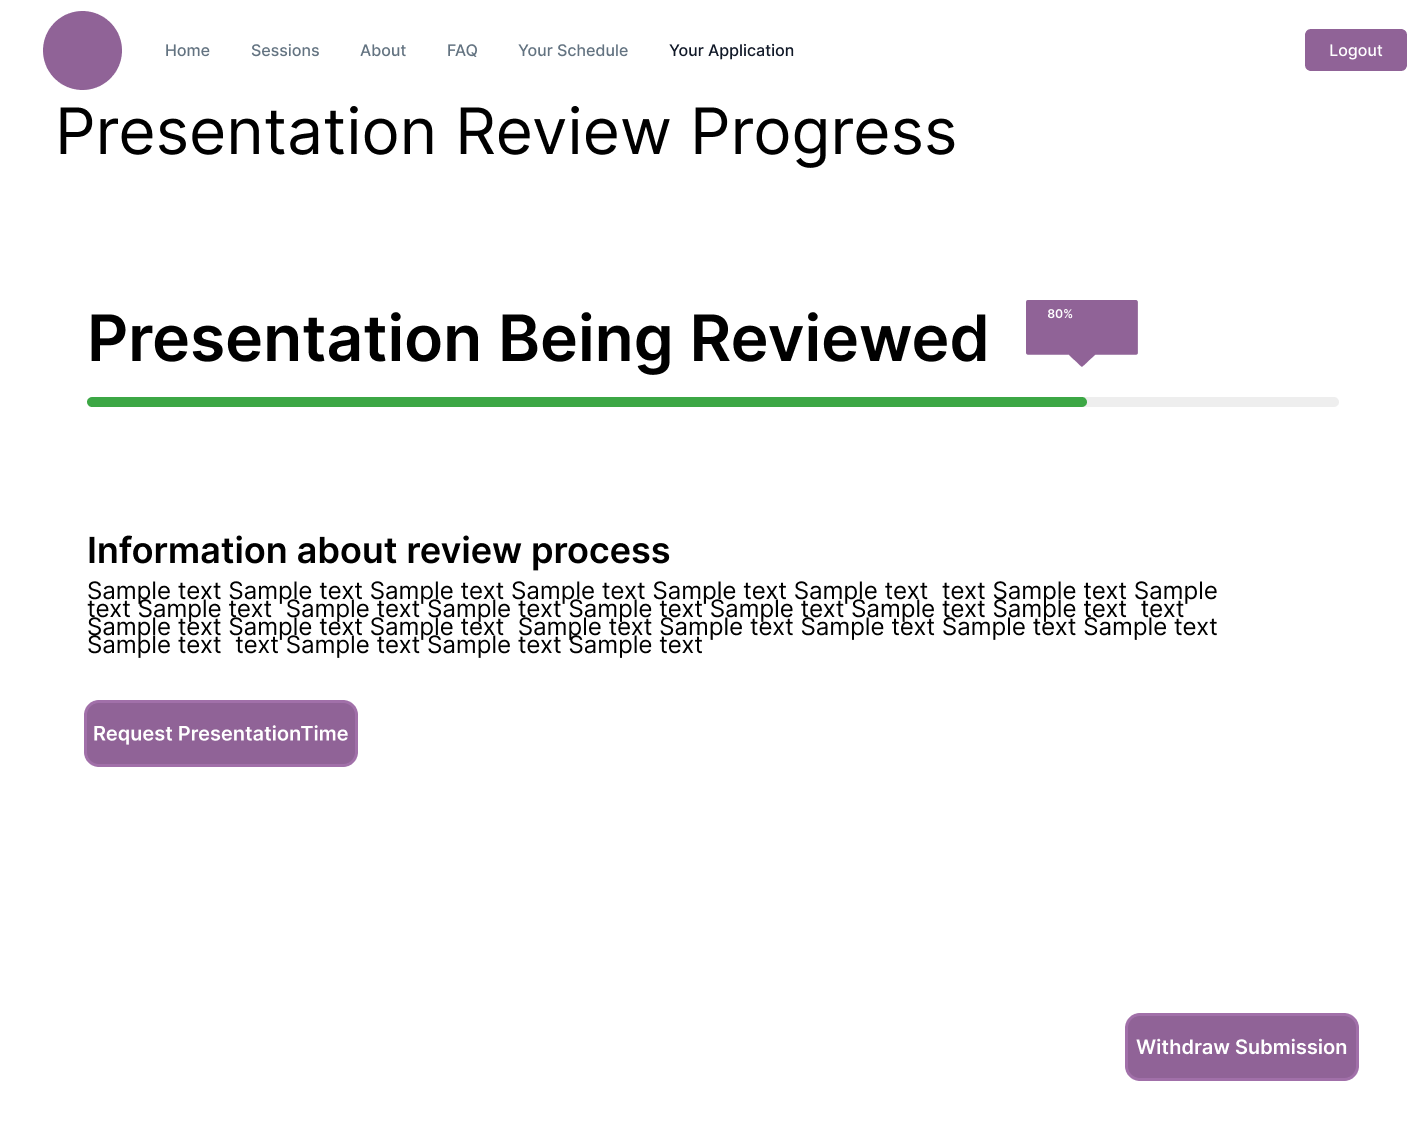 Home Sessions About FAQ Your Schedule Your Application Logout
Presentation Review Progress
Presentation Being Reviewed 80%
Information about review process
Sample text Sample text Sample text Sample text Sample text Sample text  text Sample text Sample
text Sample text  Sample text Sample text Sample text Sample text Sample text Sample text  text
Sample text Sample text Sample text  Sample text Sample text Sample text Sample text Sample text
Sample text  text Sample text Sample text Sample text
Request PresentationTime
Withdraw Submission